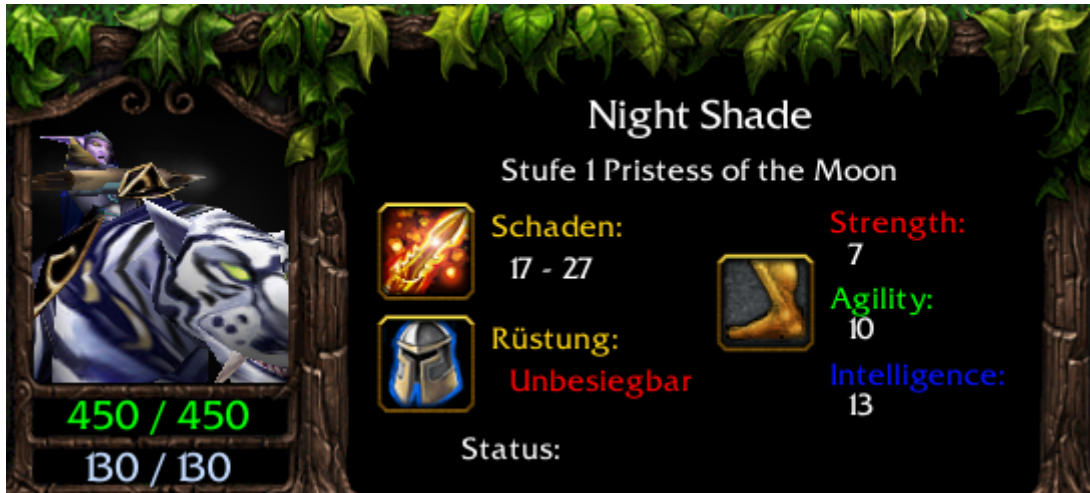 Night Shade
Stufe 1 Pristess of the Moon
Schaden:
17 - 27
Rüstung:
Unbesiegbar
Strength:
7
Agility:
10
Intelligence:
13
Status:
450 / 450
130 / 130